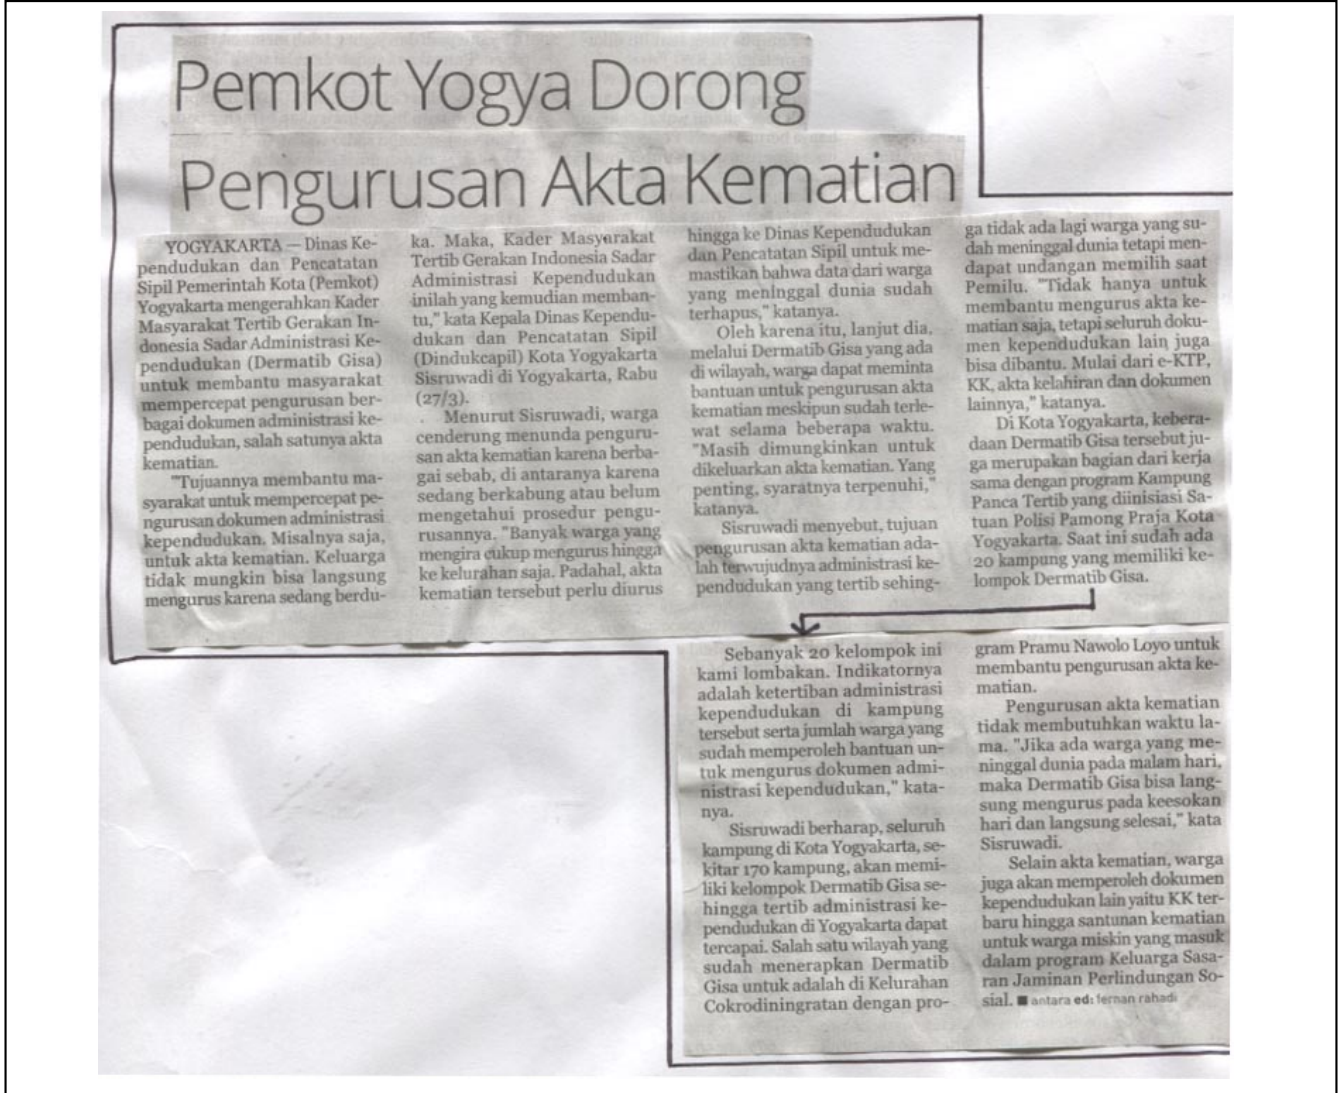 Pemkot Yogya Dorong
Pengurusan Akta Kematian
YOGYAKARTA — Dinas Ke-
pendudukan dan Pencatatan
Sipil Pemerintah Kota (Pemkot)
Yogyakarta mengerahkan Kader
Masyarakat Tertib Gerakan In-
donesia Sadar Administrasi Ke-
pendudukan (Dermatib Gisa)
untuk membantu masyarakat
mempercepat pengurusan ber-
bagai dokumen administrasi ke-
pendudukan, salah satunya akta
kematian.
"Tujuannya membantu ma-
syarakat untuk mempercepat pe-
ngurusan dokumen administrasi
kependudukan. Misalnya saja,
untuk akta kematian. Keluarga
tidak mungkin bisa langsung
mengurus karena sedang berdu-
ka. Maka, Kader Masyarakat
Tertib Gerakan Indonesia Sadar
Administrasi Kependudukan
inilah yang kemudian memban-
tu," kata Kepala Dinas Kependu-
dukan dan Pencatatan Sipil
(Dindukcapil) Kota Yogyakarta
Sisruwadi di Yogyakarta, Rabu
(27/3).
Menurut Sisruwadi, warga
cenderung menunda penguru-
san akta kematian karena berba-
gai sebab, di antaranya karena
sedang berkabung atau belum
mengetahui prosedur pengu-
rusannya. "Banyak warga yang
mengira cukup mengurus hingga
ke kelurahan saja. Padahal, akta
kematian tersebut perlu diurus
hingga ke Dinas Kependudukan
dan Pencatatan Sipil untuk me-
mastikan bahwa data dari warga
yang meninggal dunia sudah
terhapus," katanya.
Oleh karena itu, lanjut dia,
melalui Dermatib Gisa yang ada
di wilayah, warga dapat meminta
bantuan untuk pengurusan akta
kematian meskipun sudah terle-
wat selama beberapa waktu.
"Masih dimungkinkan untuk
dikeluarkan akta kematian. Yang
penting, syaratnya terpenuhi,"
katanya.
Sisruwadi menyebut, tujuan
pengurusan akta kematian ada-
lah terwujudnya administrasi ke-
pendudukan yang tertib sehing-
ga tidak ada lagi warga yang su-
dah meninggal dunia tetapi men-
dapat undangan memilih saat
Pemilu. "Tidak hanya untuk
membantu mengurus akta ke-
matian saja, tetapi seluruh doku-
men kependudukan lain juga
bisa dibantu. Mulai dari e-KTP,
KK, akta kelahiran dan dokumen
lainnya," katanya.
Di Kota Yogyakarta, kebera-
daan Dermatib Gisa tersebut ju-
ga merupakan bagian dari kerja
sama dengan program Kampung
Panca Tertib yang diinisiasi Sa-
tuan Polisi Pamong Praja Kota
Yogyakarta. Saat ini sudah ada
20 kampung yang memiliki ke-
lompok Dermatib Gisa.
Sebanyak 20 kelompok ini
kami lombakan. Indikatornya
adalah ketertiban administrasi
kependudukan di kampung
tersebut serta jumlah warga yang
sudah memperoleh bantuan un-
tuk mengurus dokumen admi-
nistrasi kependudukan," kata-
nya.
Sisruwadi berharap, seluruh
kampung di Kota Yogyakarta, se-
kitar 170 kampung, akan memi-
liki kelompok Dermatib Gisa se-
hingga tertib administrasi ke-
pendudukan di Yogyakarta dapat
tercapai. Salah satu wilayah yang
sudah menerapkan Dermatib
Gisa untuk adalah di Kelurahan
Cokrodiningratan dengan pro-
gram Pramu Nawolo Loyo untuk
membantu pengurusan akta ke-
matian.
Pengurusan akta kematian
tidak membutuhkan waktu la-
ma. "Jika ada warga yang me-
ninggal dunia pada malam hari,
maka Dermatib Gisa bisa lang-
sung mengurus pada keesokan
hari dan langsung selesai," kata
Sisruwadi.
Selain akta kematian, warga
juga akan memperoleh dokumen
kependudukan lain yaitu KK ter-
baru hingga santunan kematian
untuk warga miskin yang masuk
dalam program Keluarga Sasa-
ran Jaminan Perlindungan So-
sial. ■ antara ed: fernan rahadi